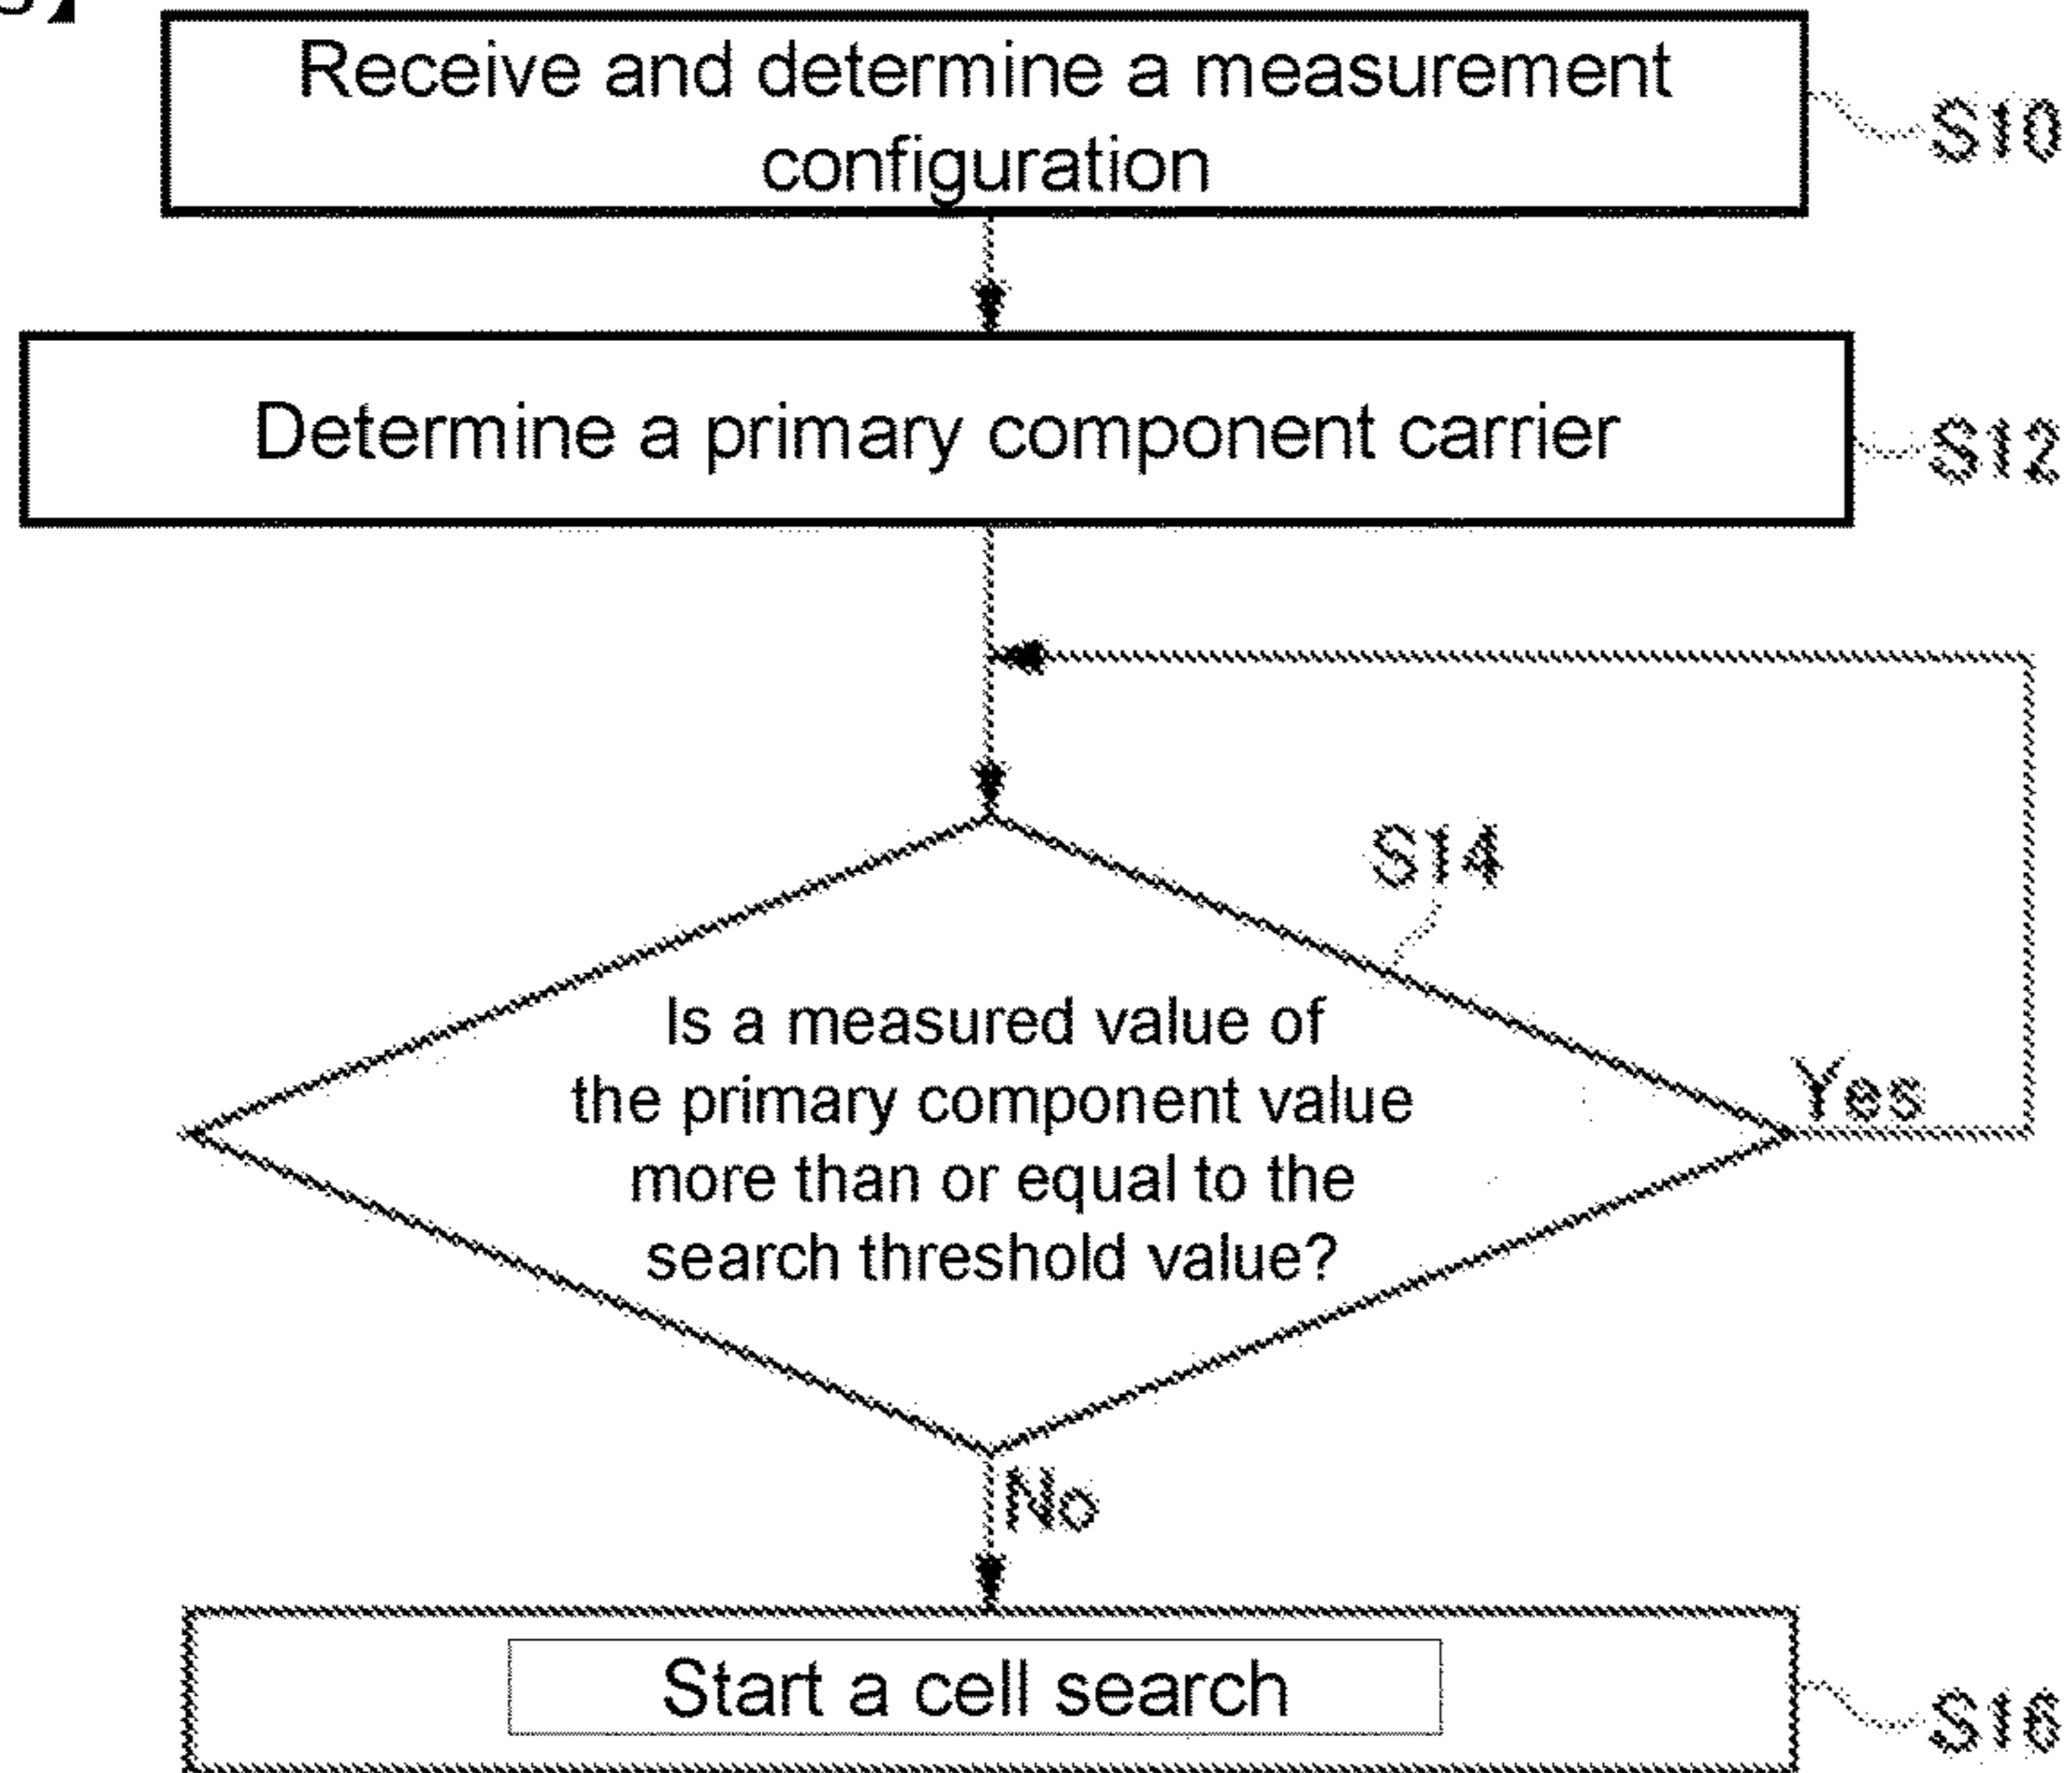 Receive and determine a measurement
configuration
S10
Determine a primary component carrier
S12
S14
Is a measured value of
the primary component value
more than or equal to the
search threshold value?
Yes
No
Start a cell search
S16